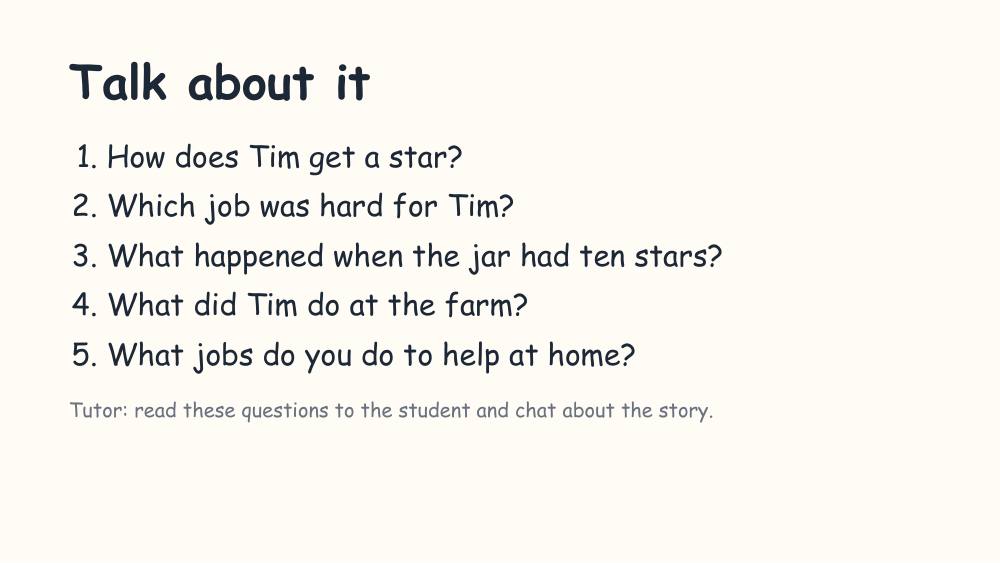 Talk about it
1. How does Tim get a star?
2. Which job was hard for Tim?
3. What happened when the jar had ten stars?
4. What did Tim do at the farm?
5. What jobs do you do to help at home?
Tutor: read these questions to the student and chat about the story.